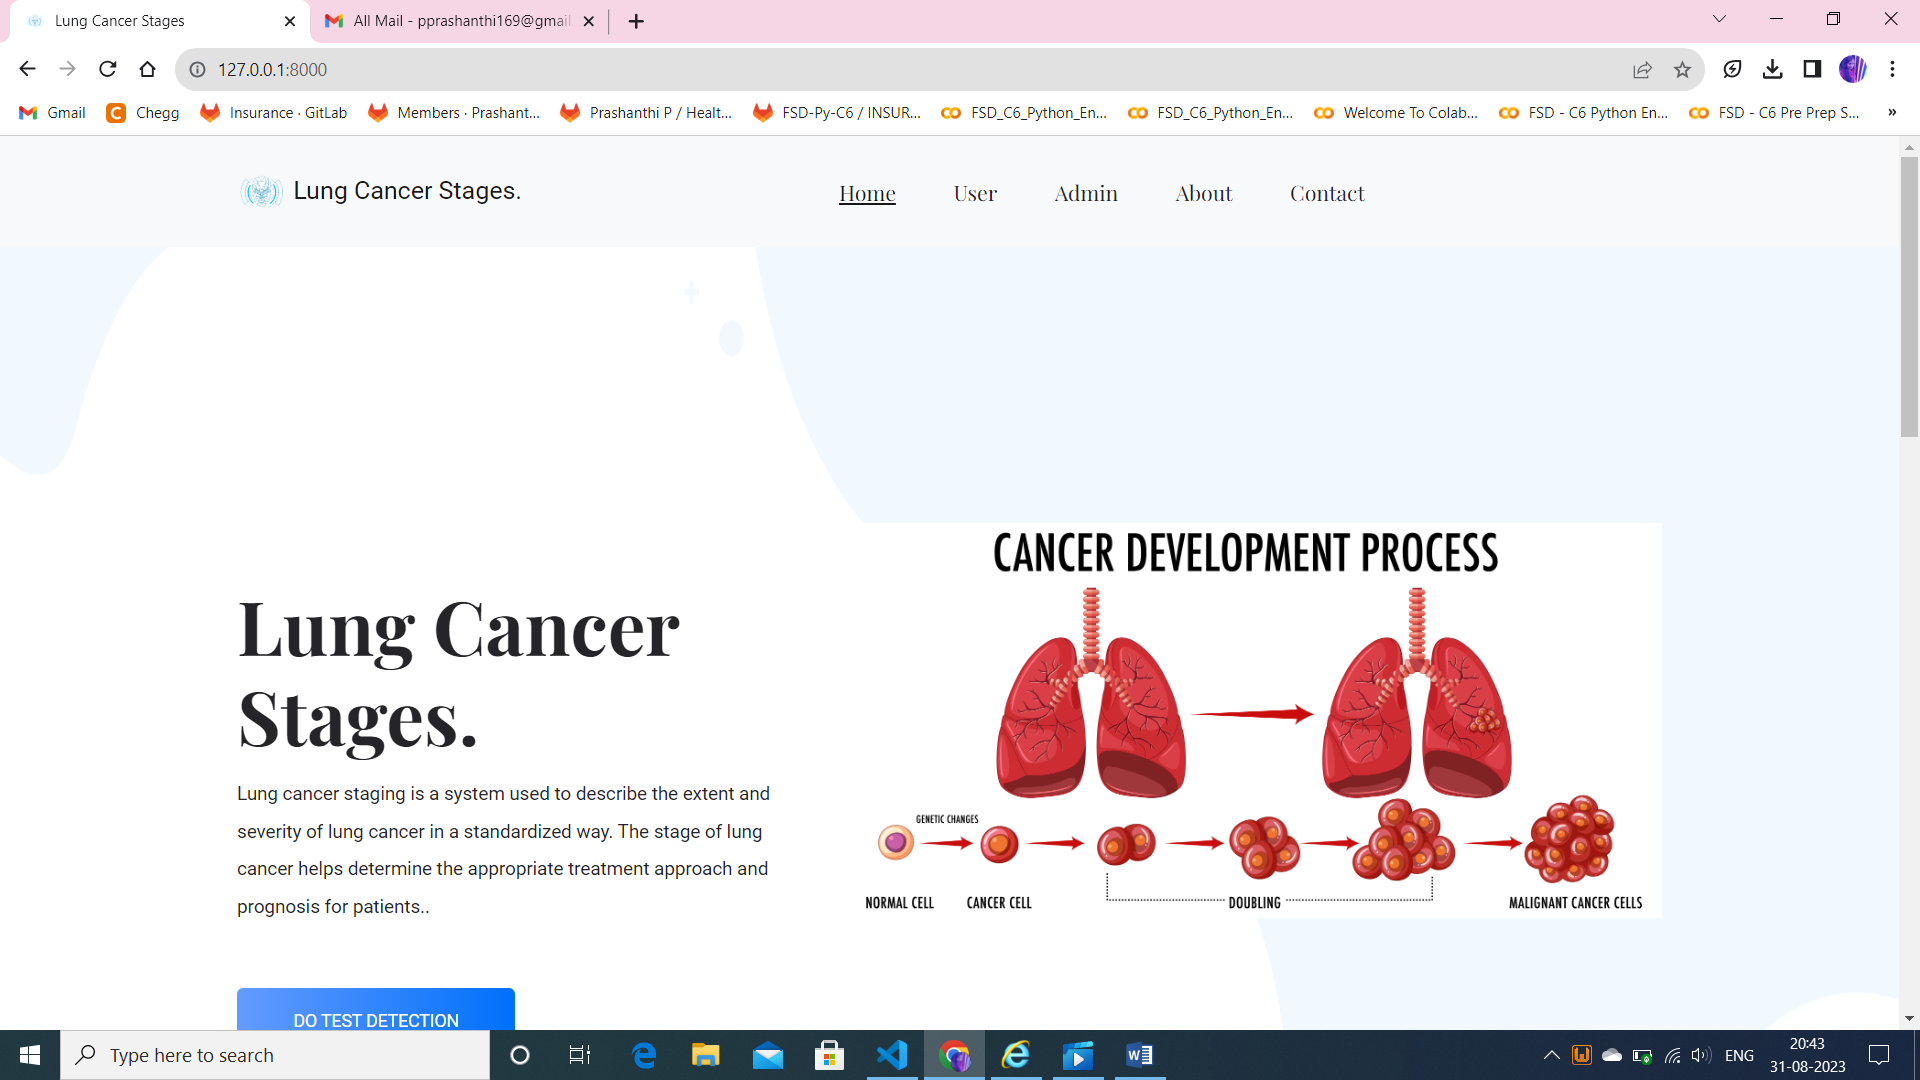 Lung Cancer Stages
All Mail - pprashanthi169@gmail.
127.0.0.1:8000
Gmail
Chegg
Insurance · GitLab
Members · Prashant...
Prashanthi P / Healt...
FSD-Py-C6 / INSUR...
FSD_C6_Python_En...
FSD_C6_Python_En...
Welcome To Colab...
FSD - C6 Python En...
FSD - C6 Pre Prep S...
»
Lung Cancer Stages.
Home
User
Admin
About
Contact
Lung Cancer
Stages.
Lung cancer staging is a system used to describe the extent and
severity of lung cancer in a standardized way. The stage of lung
cancer helps determine the appropriate treatment approach and
prognosis for patients..
DO TEST DETECTION
CANCER DEVELOPMENT PROCESS
GENETIC CHANGES
NORMAL CELL
CANCER CELL
DOUBLING
MALIGNANT CANCER CELLS
Type here to search
ENG
20:43
31-08-2023